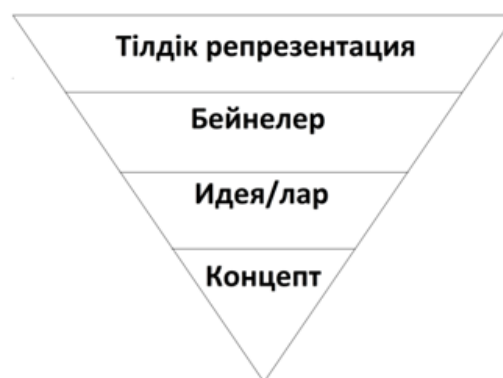 Тілдік репрезентация
Бейнелер
Идея/лар
Концепт